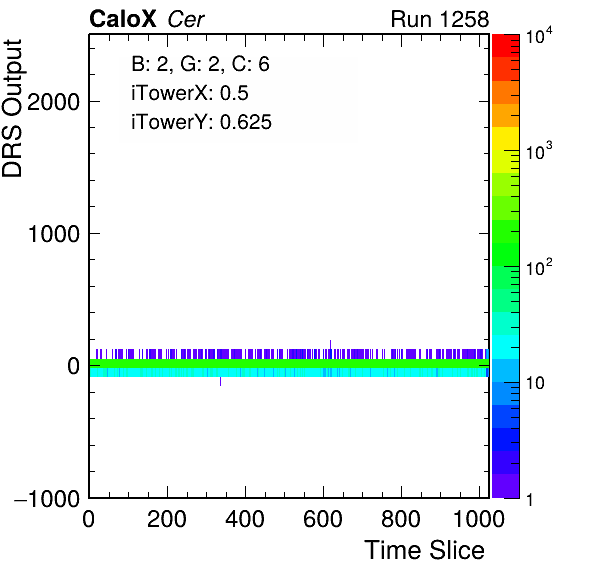 CaloX Cer Run 1258
B: 2, G: 2, C: 6
iTowerX: 0.5
iTowerY: 0.625
DRS Output
2000
1000
0
−1000
0 200 400 600 800 1000
Time Slice
10^4
10^3
10^2
10
1